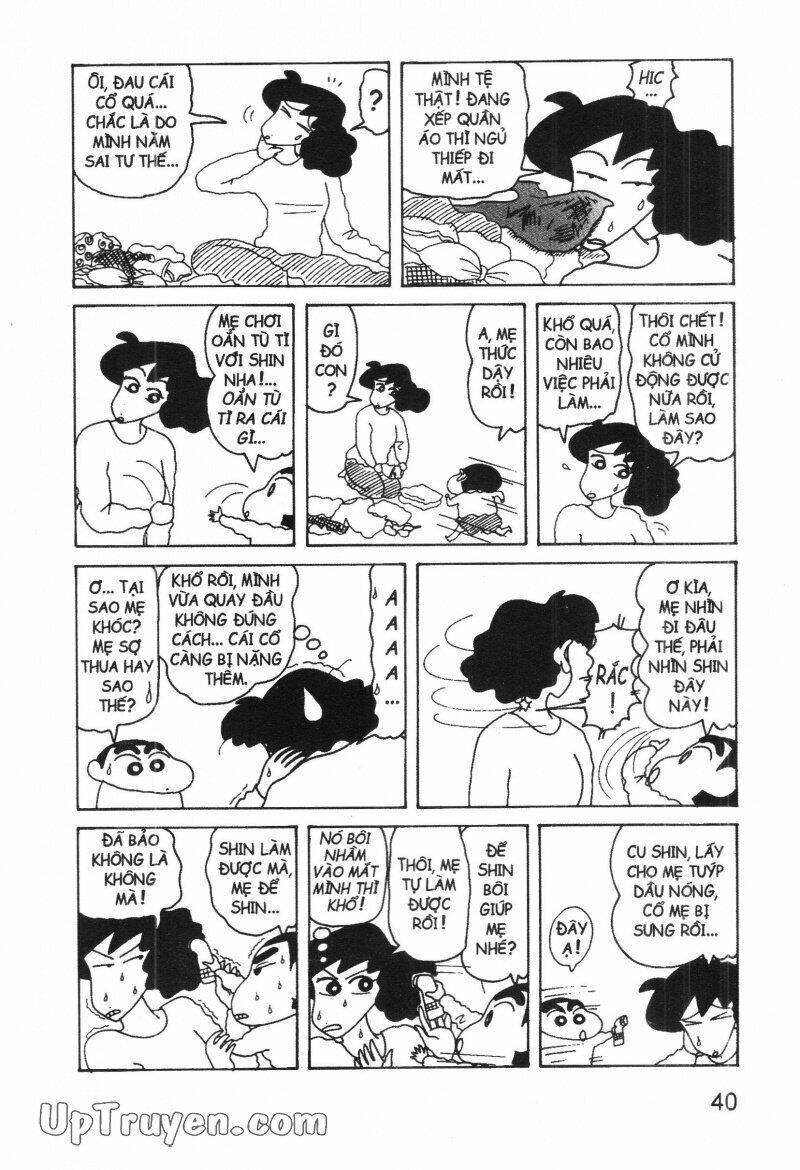 HIC
...
MÌNH TỆ
THẬT! ĐANG
XẾP QUẦN
ÁO THÌ NGỦ
THIẾP ĐI
MẤT...
?
ÔI, ĐAU CÁI
CỔ QUÁ...
CHẮC LÀ DO
MÌNH NẰM
SAI TƯ THẾ...
THÔI CHẾT!
CỔ MÌNH
KHÔNG CỬ
ĐỘNG ĐƯỢC
NỮA RỒI,
LÀM SAO
ĐÂY?
KHỔ QUÁ,
CÒN BAO
NHIÊU
VIỆC PHẢI
LÀM...
A, MẸ
THỨC
DẬY
RỒI!
GÌ
ĐÓ
CON
?
MẸ CHƠI
OẲN TÙ TÌ
VỚI SHIN
NHA!...
OẲN TÙ
TÌ RA CÁI
GÌ...
Ơ KÌA,
MẸ NHÌN
ĐI ĐÂU
THẾ, PHẢI
NHÌN SHIN
ĐÂY
NÀY!
RẮC
!
A
A
A
A
...
KHỔ RỒI, MÌNH
VỪA QUAY ĐẦU
KHÔNG ĐÚNG
CÁCH... CÁI CỔ
CÀNG BỊ NẶNG
THÊM.
Ơ... TẠI
SAO MẸ
KHÓC?
MẸ SỢ
THUA HAY
SAO
THẾ?
CU SHIN, LẤY
CHO MẸ TUÝP
DẦU NÓNG,
CỔ MẸ BỊ
SƯNG RỒI...
ĐÂY
Ạ!
ĐỂ
SHIN
BÔI
GIÚP
MẸ
NHÉ?
THÔI, MẸ
TỰ LÀM
ĐƯỢC
RỒI!
NÓ BÔI
NHẦM
VÀO MẮT
MÌNH THÌ
KHỔ!
SHIN LÀM
ĐƯỢC MÀ,
MẸ ĐỂ
SHIN...
ĐÃ BẢO
KHÔNG LÀ
KHÔNG
MÀ!
40
UpTruyen.com